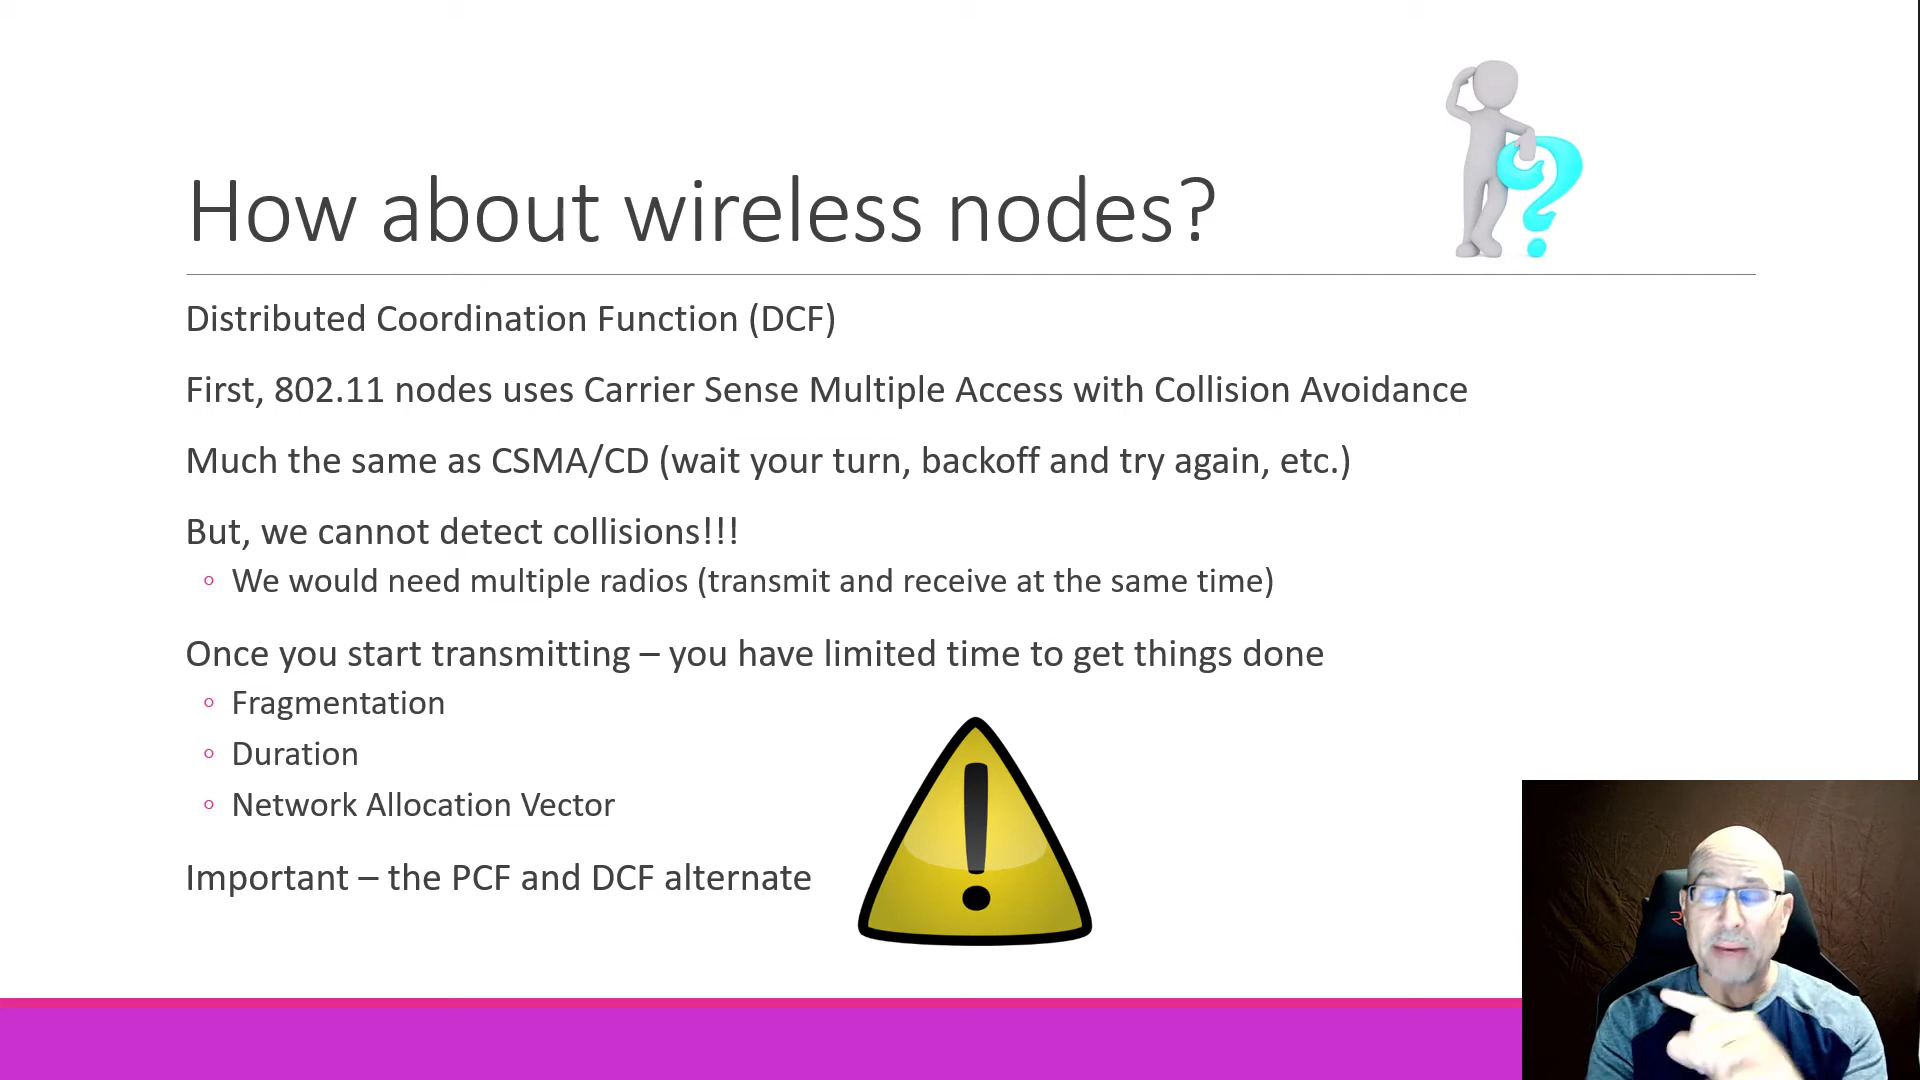 How about wireless nodes?
Distributed Coordination Function (DCF)
First, 802.11 nodes uses Carrier Sense Multiple Access with Collision Avoidance
Much the same as CSMA/CD (wait your turn, backoff and try again, etc.)
But, we cannot detect collisions!!!
We would need multiple radios (transmit and receive at the same time)
Once you start transmitting – you have limited time to get things done
Fragmentation
Duration
Network Allocation Vector
Important – the PCF and DCF alternate